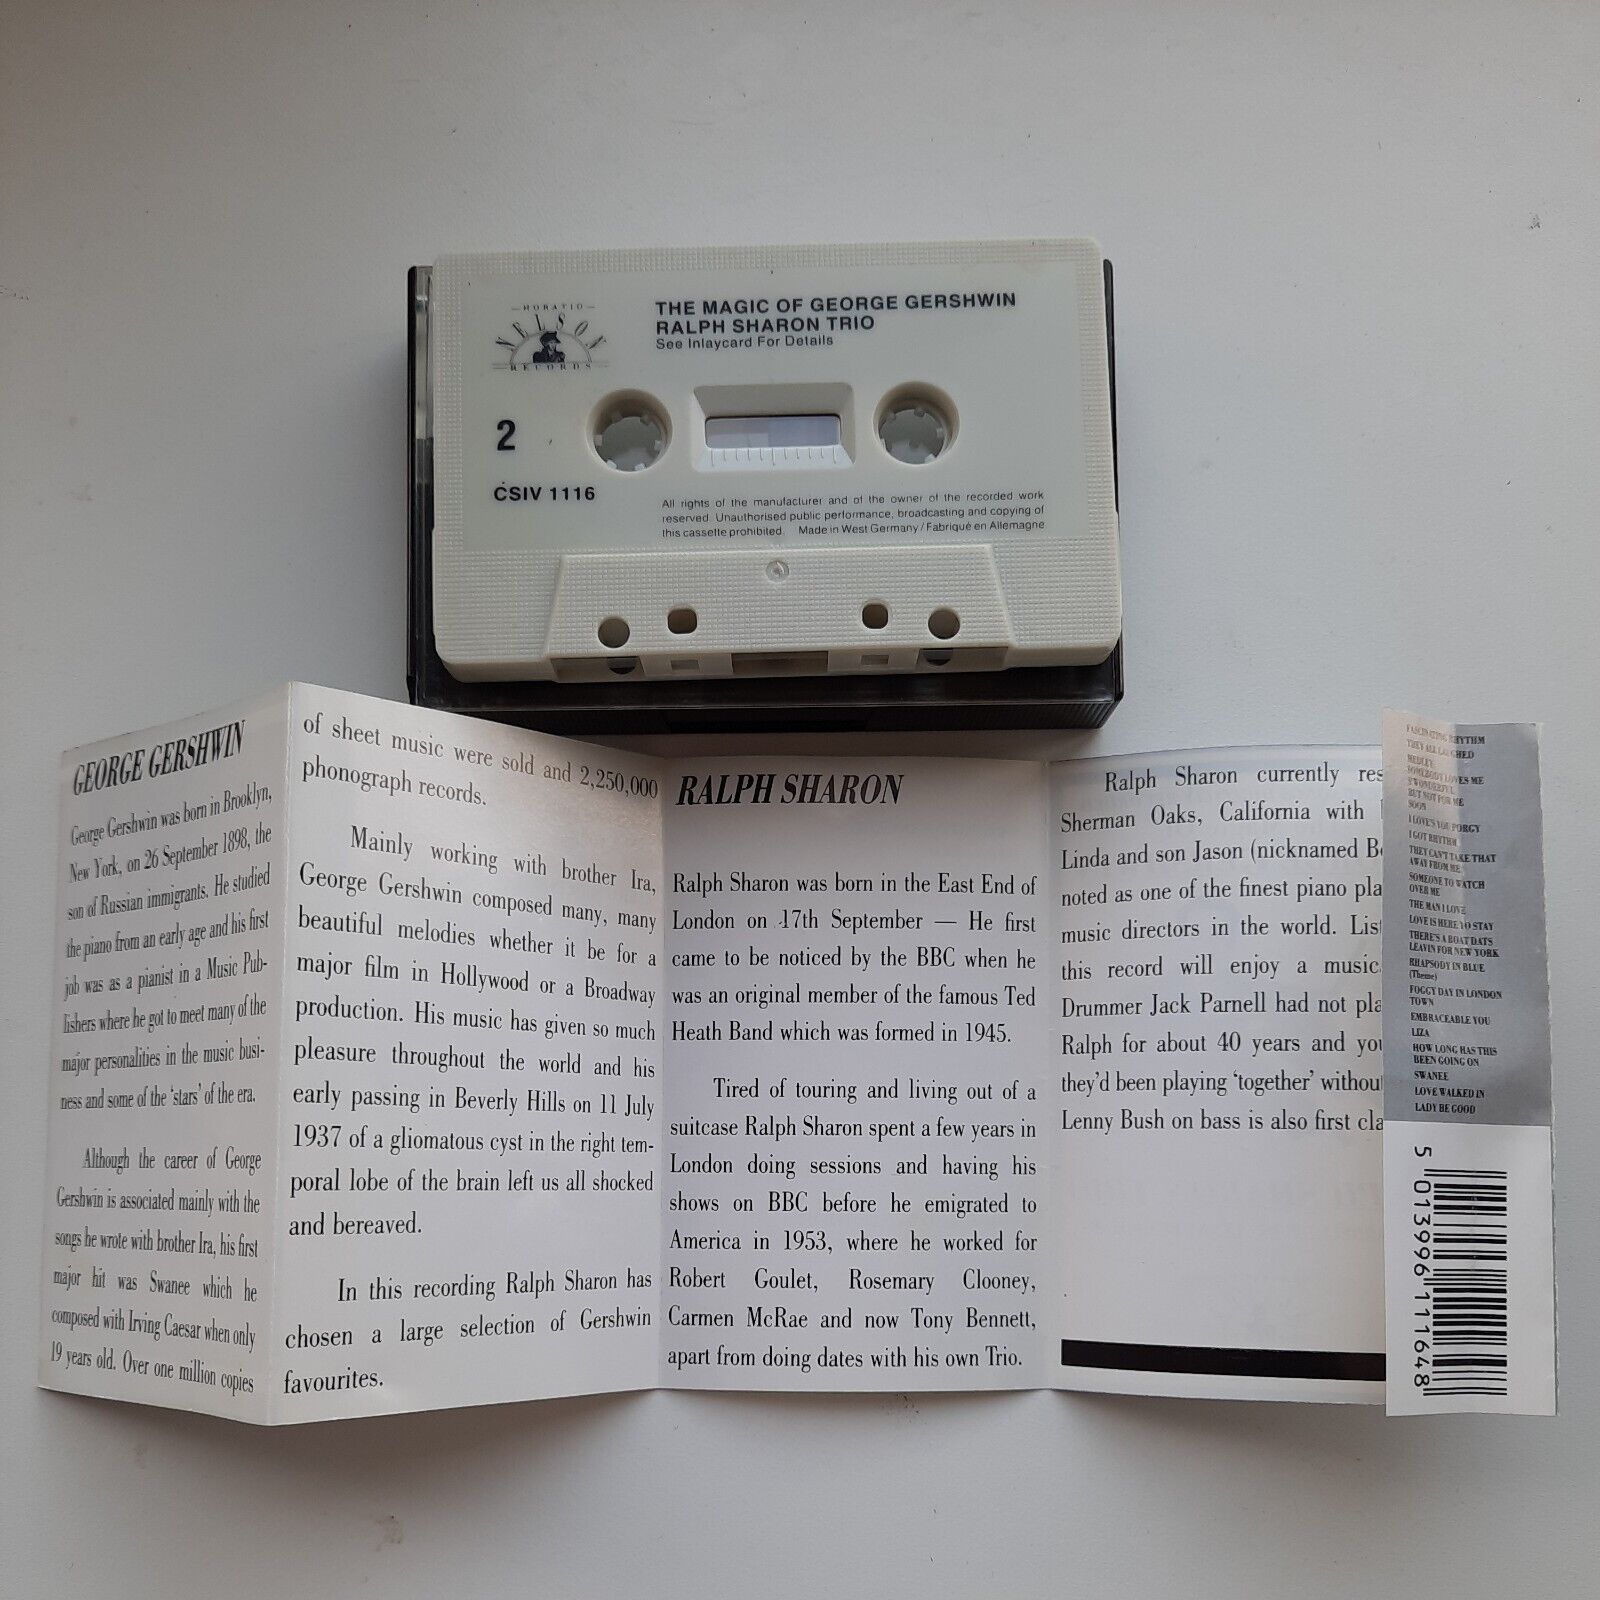 HORATIO
NELSON
RECORDS
THE MAGIC OF GEORGE GERSHWIN
RALPH SHARON TRIO
See Inlaycard For Details
2
CSIV 1116
All rights of the manufacturer and of the owner of the recorded work
reserved. Unauthorised public performance, broadcasting and copying of
this cassette prohibited. Made in West Germany / Fabriqué en Allemagne
GEORGE GERSHWIN
George Gershwin was born in Brooklyn,
New York, on 26 September 1898, the
son of Russian immigrants. He studied
the piano from an early age and his first
job was as a pianist in a Music Pub-
lishers where he got to meet many of the
major personalities in the music busi-
ness and some of the 'stars' of the era.
Although the career of George
Gershwin is associated mainly with the
songs he wrote with brother Ira, his first
major hit was Swanee which he
composed with Irving Caesar when only
19 years old. Over one million copies
of sheet music were sold and 2,250,000
phonograph records.
Mainly working with brother Ira,
George Gershwin composed many, many
beautiful melodies whether it be for a
major film in Hollywood or a Broadway
production. His music has given so much
pleasure throughout the world and his
early passing in Beverly Hills on 11 July
1937 of a gliomatous cyst in the right tem-
poral lobe of the brain left us all shocked
and bereaved.
In this recording Ralph Sharon has
chosen a large selection of Gershwin
favourites.
RALPH SHARON
Ralph Sharon was born in the East End of
London on 17th September — He first
came to be noticed by the BBC when he
was an original member of the famous Ted
Heath Band which was formed in 1945.
Tired of touring and living out of a
suitcase Ralph Sharon spent a few years in
London doing sessions and having his
shows on BBC before he emigrated to
America in 1953, where he worked for
Robert Goulet, Rosemary Clooney,
Carmen McRae and now Tony Bennett,
apart from doing dates with his own Trio.
Ralph Sharon currently res
Sherman Oaks, California with
Linda and son Jason (nicknamed B
noted as one of the finest piano pla
music directors in the world. Lis
this record will enjoy a music
Drummer Jack Parnell had not pla
Ralph for about 40 years and yo
they'd been playing 'together' withou
Lenny Bush on bass is also first cla
FASCINATING RHYTHM
THEY ALL LAUGHED
MEDLEY:
SOMEBODY LOVES ME
S'WONDERFUL
BUT NOT FOR ME
SOON
I LOVES YOU PORGY
I GOT RHYTHM
THEY CAN'T TAKE THAT
AWAY FROM ME
SOMEONE TO WATCH
OVER ME
THE MAN I LOVE
LOVE IS HERE TO STAY
THERE'S A BOAT DATS
LEAVIN FOR NEW YORK
RHAPSODY IN BLUE
(Theme)
FOGGY DAY IN LONDON
TOWN
EMBRACEABLE YOU
LIZA
HOW LONG HAS THIS
BEEN GOING ON
SWANEE
LOVE WALKED IN
LADY BE GOOD
5 013996 111648